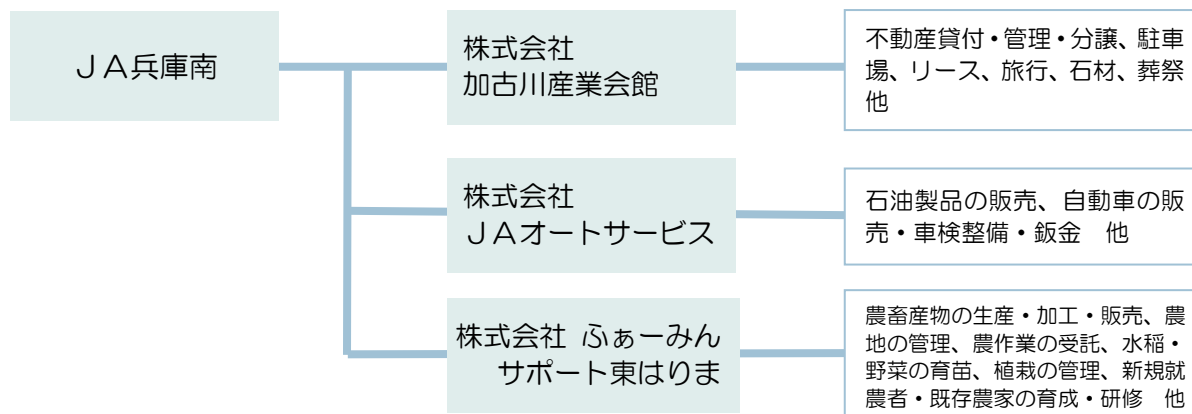 ＪＡ兵庫南
株式会社
加古川産業会館
不動産貸付・管理・分譲、駐車
場、リース、旅行、石材、葬祭
他
株式会社
ＪＡオートサービス
石油製品の販売、自動車の販
売・車検整備・鈑金　他
株式会社 ふぁーみん
サポート東はりま
農畜産物の生産・加工・販売、農
地の管理、農作業の受託、水稲・
野菜の育苗、植栽の管理、新規就
農者・既存農家の育成・研修　他